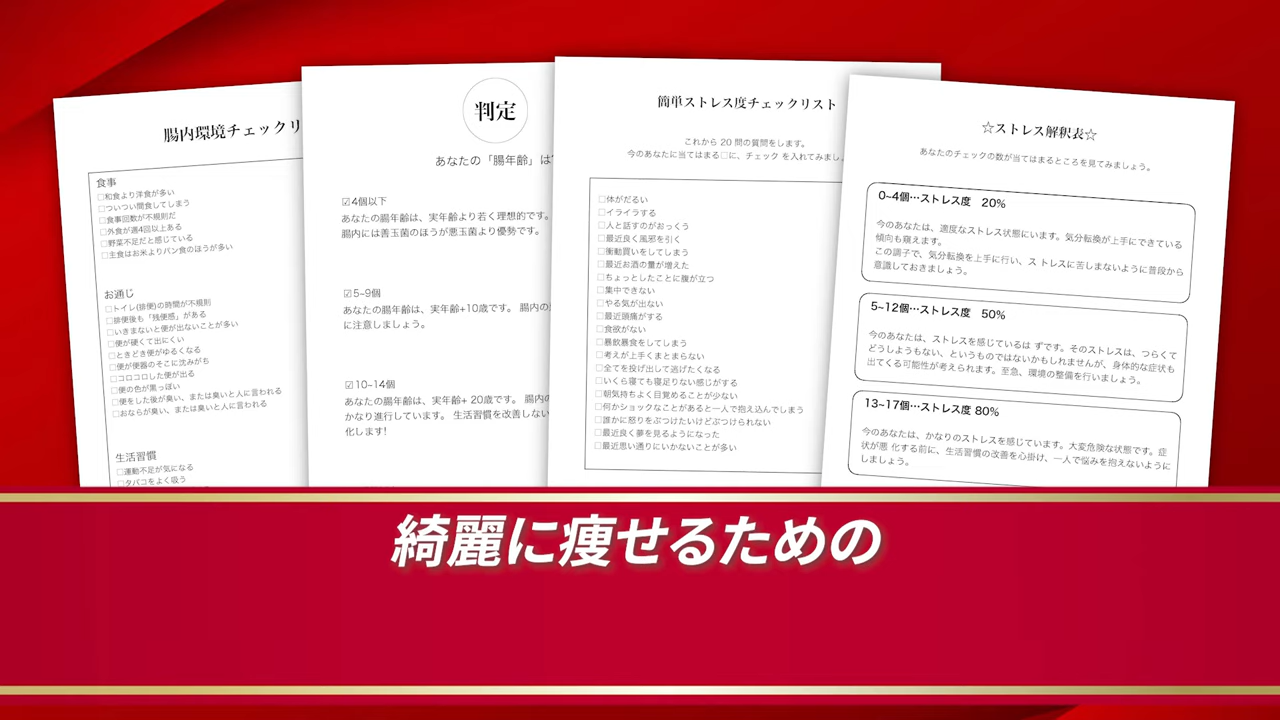 腸内環境チェックリ
食事
□和食より洋食が多い
□ついつい間食してしまう
□食事回数が不規則だ
□外食が週4回以上ある
□野菜不足だと感じている
□主食はお米よりパン食のほうが多い
お通じ
□トイレ(排便)の時間が不規則
□排便後も「残便感」がある
□いきまないと便が出ないことが多い
□便が硬くて出にくい
□ときどき便がゆるくなる
□便が便器のそこに沈みがち
□コロコロした便が出る
□便の色が黒っぽい
□便をした後が臭い、または臭いと人に言われる
□おならが臭い、または臭いと人に言われる
生活習慣
□運動不足が気になる
□タバコをよく吸う
判定
あなたの「腸年齢」は
☑4個以下
あなたの腸年齢は、実年齢より若く理想的です。
腸内には善玉菌のほうが悪玉菌より優勢です。
☑5~9個
あなたの腸年齢は、実年齢+10歳です。 腸内の
に注意しましょう。
☑10~14個
あなたの腸年齢は、実年齢+ 20歳です。 腸内の
かなり進行しています。 生活習慣を改善しない
化します!
簡単ストレス度チェックリスト
これから 20 問の質問をします。
今のあなたに当てはまる□に、チェック を入れてみまし
□体がだるい
□イライラする
□人と話すのがおっくう
□最近良く風邪を引く
□衝動買いをしてしまう
□最近お酒の量が増えた
□ちょっとしたことに腹が立つ
□集中できない
□やる気が出ない
□最近頭痛がする
□食欲がない
□暴飲暴食をしてしまう
□考えが上手くまとまらない
□全てを投げ出して逃げたくなる
□いくら寝ても寝足りない感じがする
□朝気持ちよく目覚めることが少ない
□何かショックなことがあると一人で抱え込んでしまう
□誰かに怒りをぶつけたいけどぶつけられない
□最近良く夢を見るようになった
□最近思い通りにいかないことが多い
☆ストレス解釈表☆
あなたのチェックの数が当てはまるところを見てみましょう。
0~4個…ストレス度 20%
今のあなたは、適度なストレス状態にいます。気分転換が上手にできている
傾向も窺えます。
この調子で、気分転換を上手に行い、ス トレスに苦しまないように普段から
意識しておきましょう。
5~12個…ストレス度 50%
今のあなたは、ストレスを感じているは ずです。そのストレスは、つらくて
どうしようもない、というものではないかもしれませんが、身体的な症状も
出てくる可能性が考えられます。至急、環境の整備を行いましょう。
13~17個…ストレス度 80%
今のあなたは、かなりのストレスを感じています。大変危険な状態です。症
状が悪 化する前に、生活習慣の改善を心掛け、一人で悩みを抱えないように
しましょう。
綺麗に痩せるための